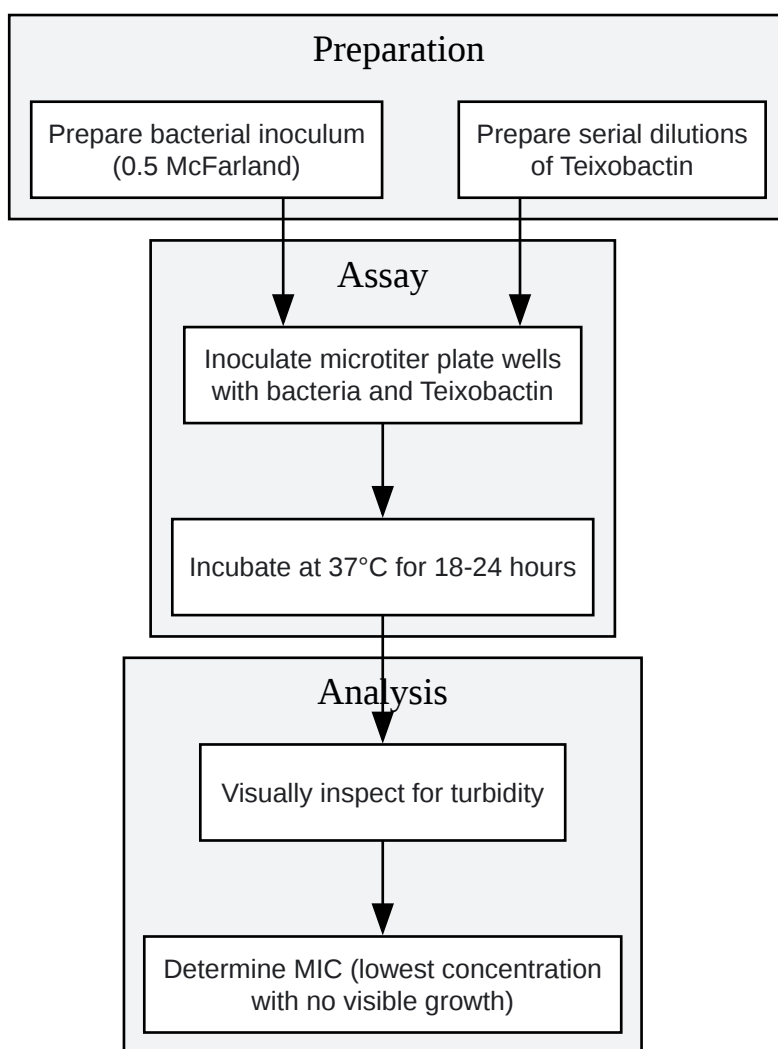 Preparation
Prepare bacterial inoculum
(0.5 McFarland)
Prepare serial dilutions
of Teixobactin
Assay
Inoculate microtiter plate wells
with bacteria and Teixobactin
Incubate at 37°C for 18-24 hours
Analysis
Visually inspect for turbidity
Determine MIC (lowest concentration
with no visible growth)